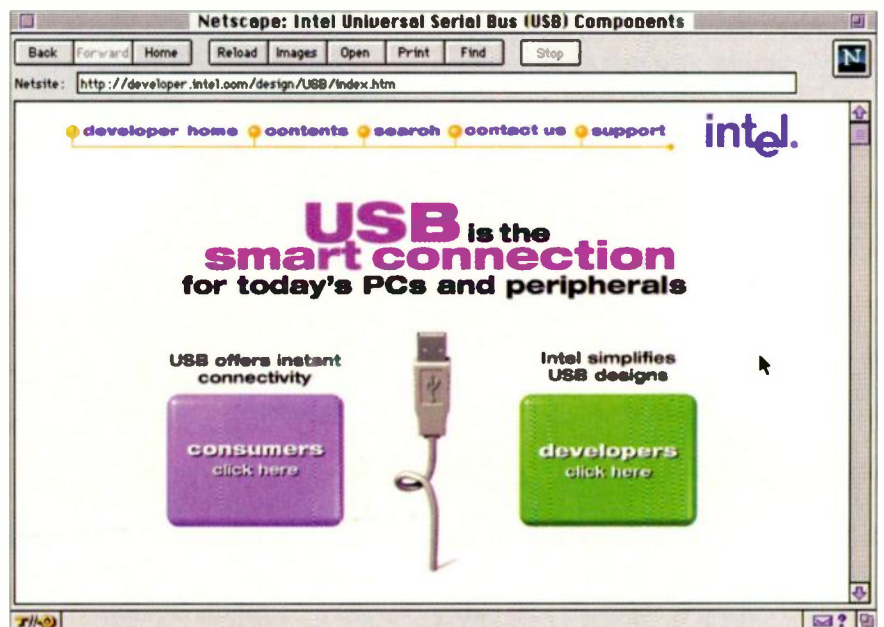 Netscape: Intel Universal Serial Bus (USB) Components
Back Forward Home Reload Images Open Print Find Stop
N
Netsite: http://developer.intel.com/design/USB/index.htm
developer home contents search contact us support
intel.
USB is the
smart connection
for today's PCs and peripherals
USB offers instant
connectivity
Intel simplifies
USB designs
consumers
click here
developers
click here
?